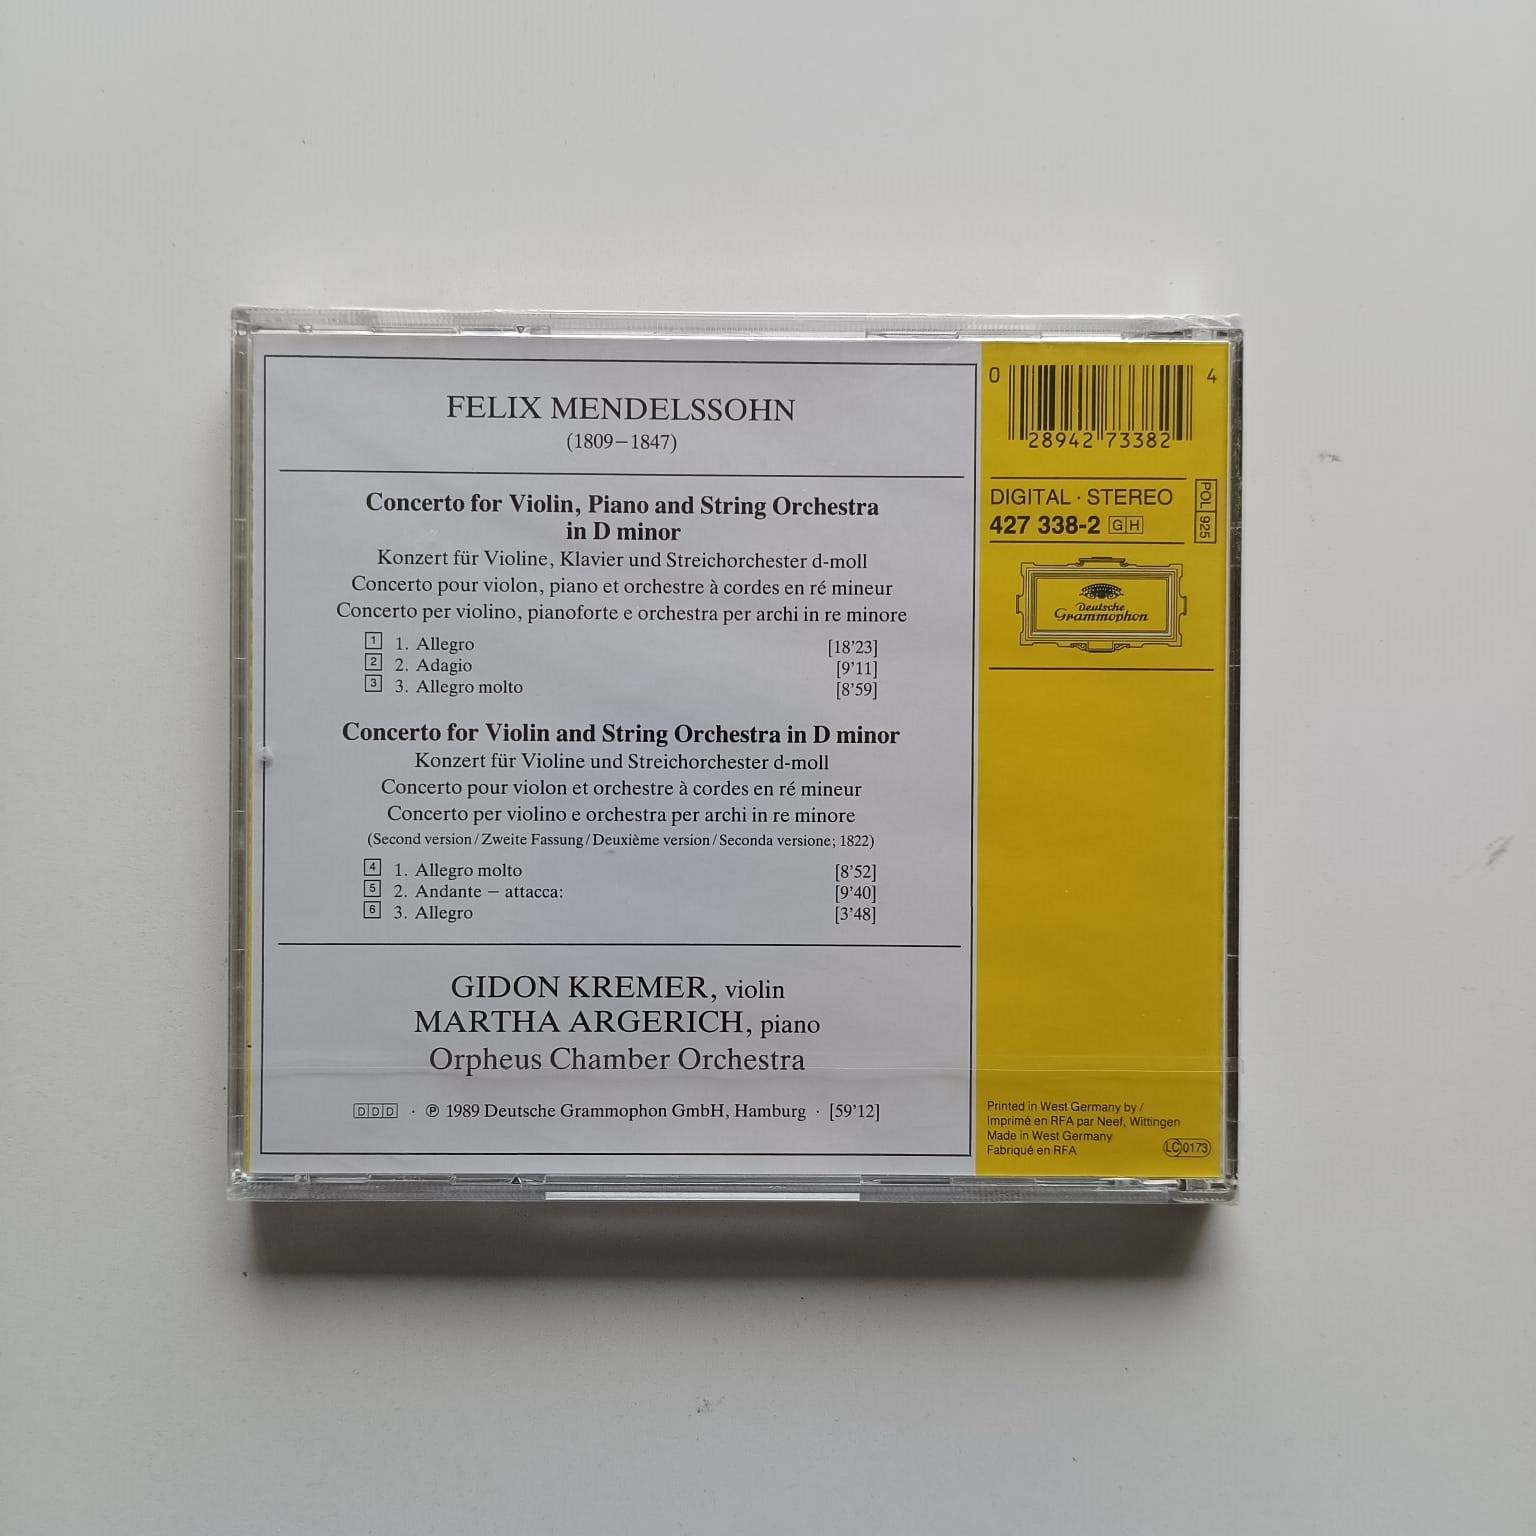 FELIX MENDELSSOHN
(1809–1847)
Concerto for Violin, Piano and String Orchestra
in D minor
Konzert für Violine, Klavier und Streichorchester d-moll
Concerto pour violon, piano et orchestre à cordes en ré mineur
Concerto per violino, pianoforte e orchestra per archi in re minore
1 1. Allegro [18'23]
2 2. Adagio [9'11]
3 3. Allegro molto [8'59]
Concerto for Violin and String Orchestra in D minor
Konzert für Violine und Streichorchester d-moll
Concerto pour violon et orchestre à cordes en ré mineur
Concerto per violino e orchestra per archi in re minore
(Second version/Zweite Fassung/Deuxième version/Seconda versione; 1822)
4 1. Allegro molto [8'52]
5 2. Andante – attacca: [9'40]
6 3. Allegro [3'48]
GIDON KREMER, violin
MARTHA ARGERICH, piano
Orpheus Chamber Orchestra
DDD · ℗ 1989 Deutsche Grammophon GmbH, Hamburg · [59'12]
0 28942 73382 4
DIGITAL · STEREO
427 338-2 GH
POL 925
Deutsche
Grammophon
Printed in West Germany by /
Imprimé en RFA par Neef, Wittingen
Made in West Germany
Fabriqué en RFA
LC 0173